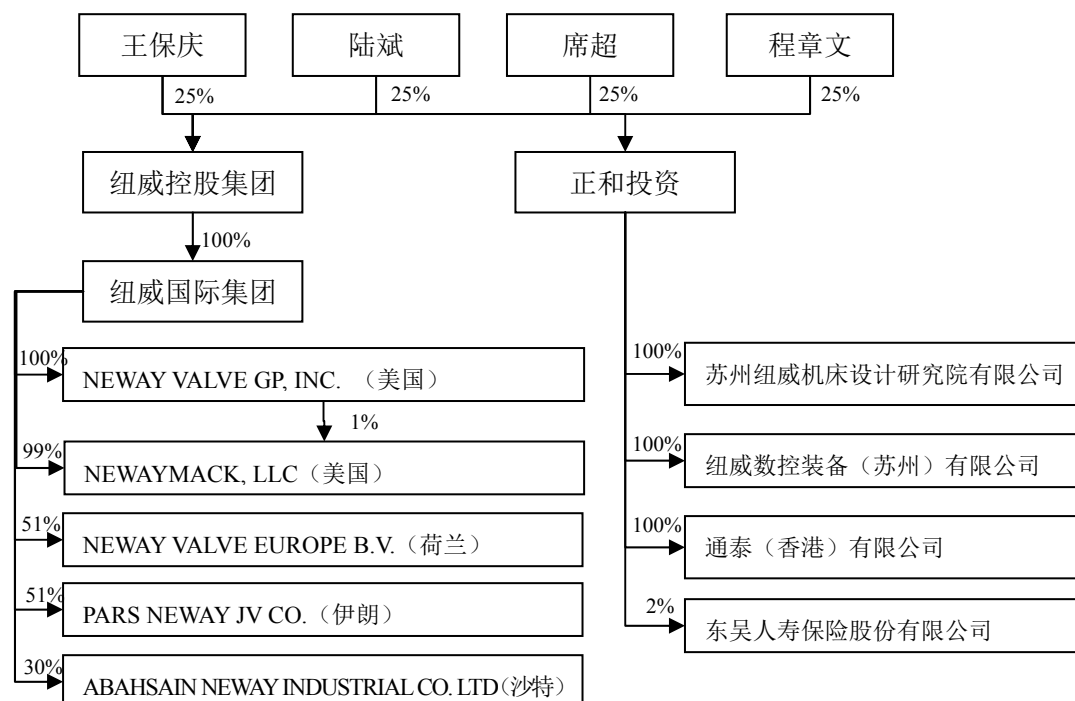 王保庆
陆斌
席超
程章文
25%
25%
25%
25%
纽威控股集团
正和投资
100%
纽威国际集团
100%
NEWAY VALVE GP, INC. （美国）
1%
99%
NEWAYMACK, LLC（美国）
51%
NEWAY VALVE EUROPE B.V.（荷兰）
51%
PARS NEWAY JV CO.（伊朗）
30%
ABAHSAIN NEWAY INDUSTRIAL CO. LTD（沙特）
100%
苏州纽威机床设计研究院有限公司
100%
纽威数控装备（苏州）有限公司
100%
通泰（香港）有限公司
2%
东吴人寿保险股份有限公司